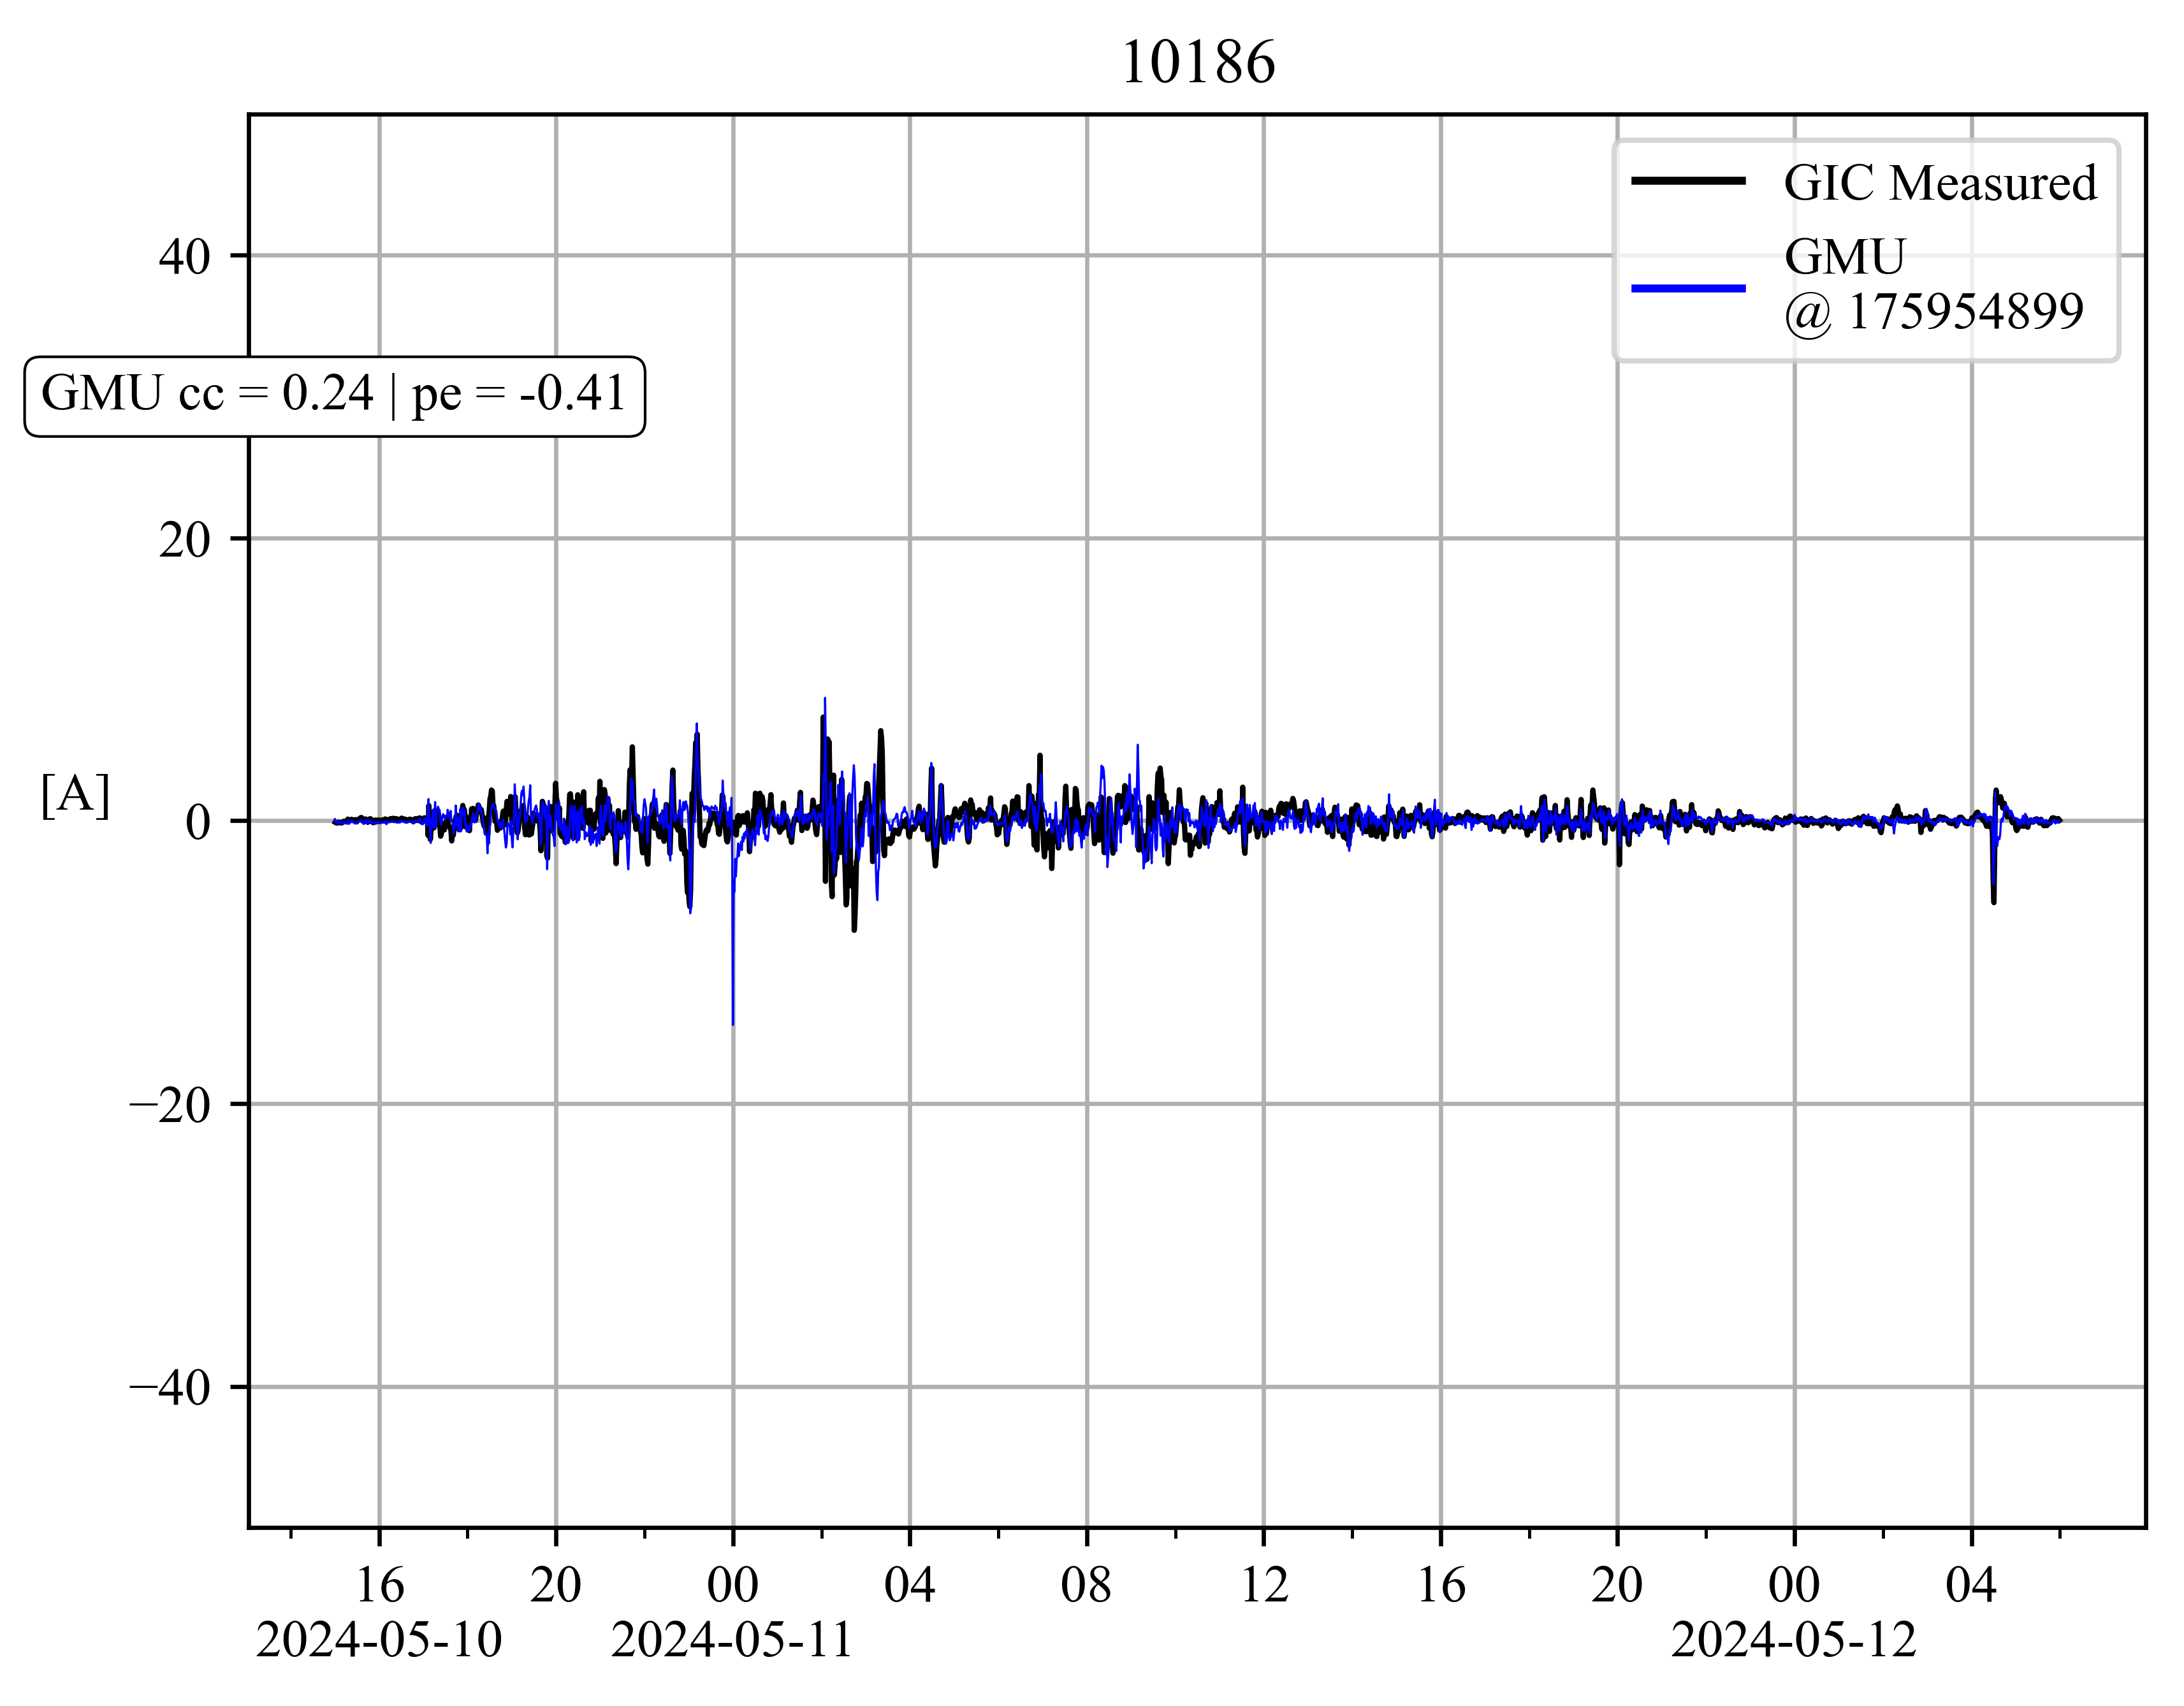 10186
GIC Measured
GMU
@ 175954899
GMU cc = 0.24 | pe = -0.41
[A]
40
20
0
−20
−40
16 20 00 04 08 12 16 20 00 04
2024-05-10 2024-05-11 2024-05-12